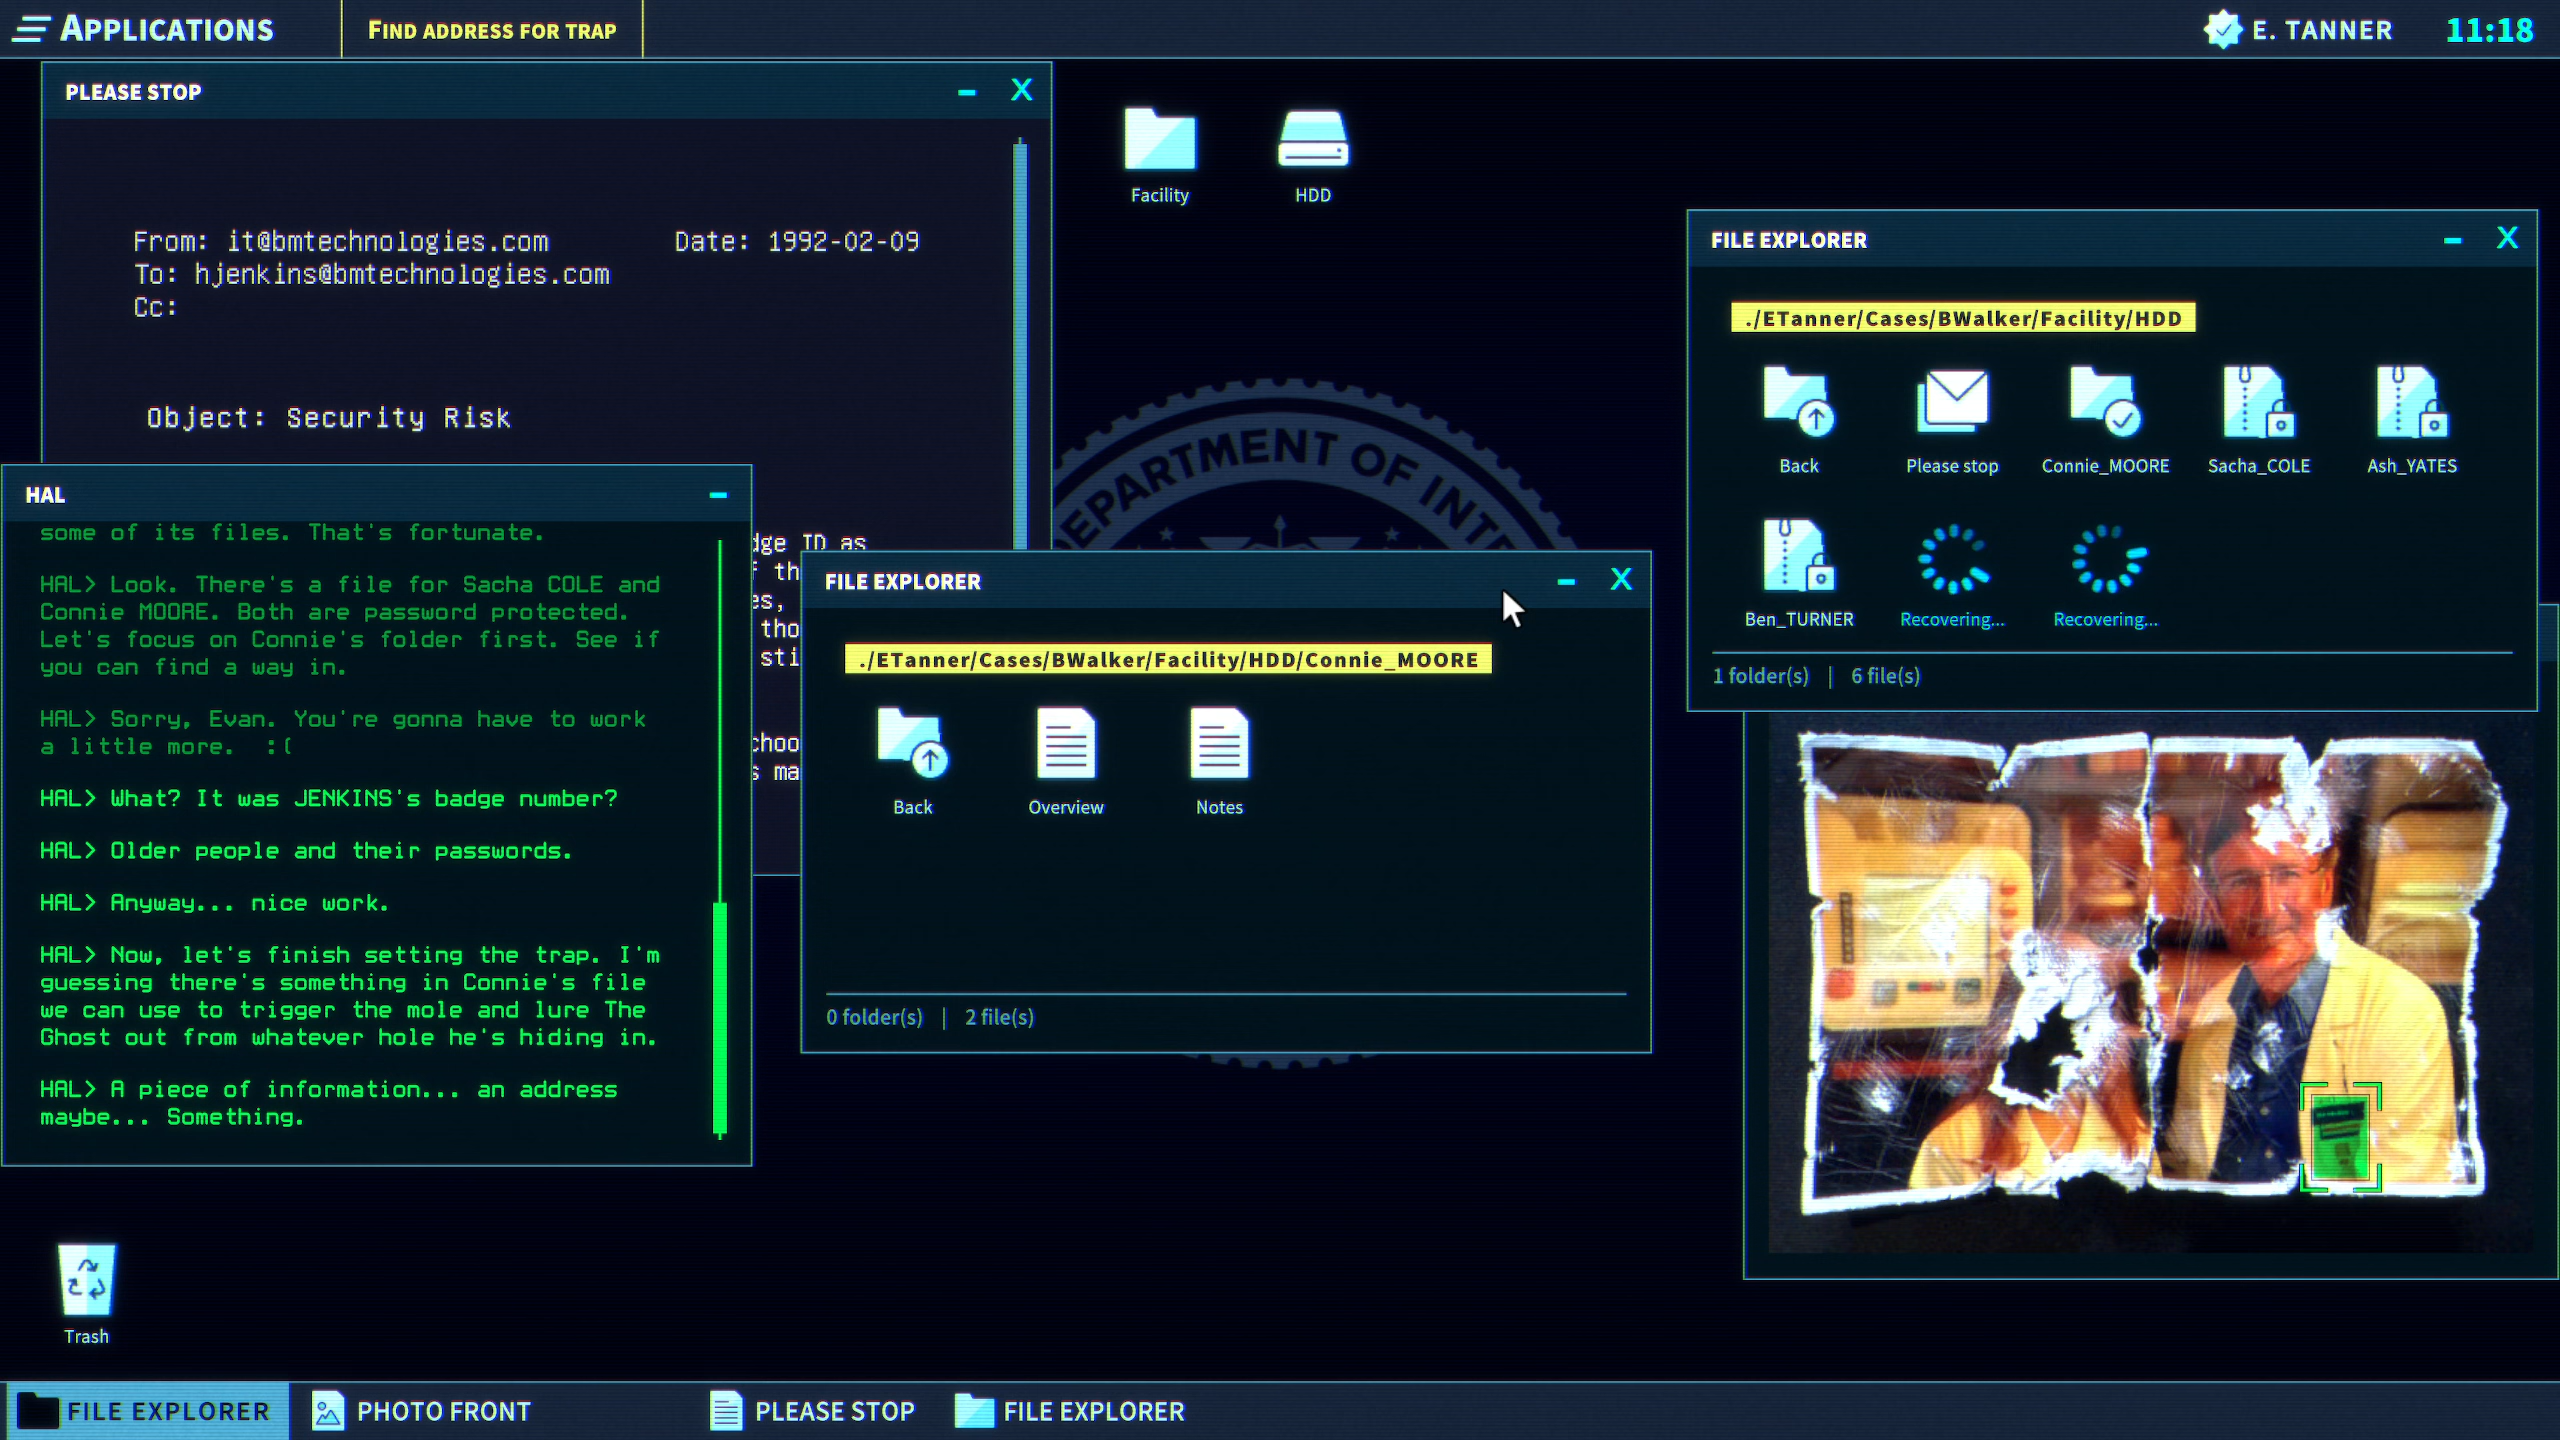 APPLICATIONS
FIND ADDRESS FOR TRAP
E. TANNER
11:18
PLEASE STOP
From: it@bmtechnologies.com Date: 1992-02-09
To: hjenkins@bmtechnologies.com
Cc:
Object: Security Risk
ID as
Facility
HDD
DEPARTMENT OF
HAL
some of its files. That's fortunate.
HAL> Look. There's a file for Sacha COLE and
Connie MOORE. Both are password protected.
Let's focus on Connie's folder first. See if
you can find a way in.
HAL> Sorry, Evan. You're gonna have to work
a little more. :(
HAL> What? It was JENKINS's badge number?
HAL> Older people and their passwords.
HAL> Anyway... nice work.
HAL> Now, let's finish setting the trap. I'm
guessing there's something in Connie's file
we can use to trigger the mole and lure The
Ghost out from whatever hole he's hiding in.
HAL> A piece of information... an address
maybe... Something.
FILE EXPLORER
./ETanner/Cases/BWalker/Facility/HDD/Connie_MOORE
Back
Overview
Notes
0 folder(s) | 2 file(s)
FILE EXPLORER
./ETanner/Cases/BWalker/Facility/HDD
Back
Please stop
Connie_MOORE
Sacha_COLE
Ash_YATES
Ben_TURNER
Recovering...
Recovering...
1 folder(s) | 6 file(s)
Trash
FILE EXPLORER
PHOTO FRONT
PLEASE STOP
FILE EXPLORER